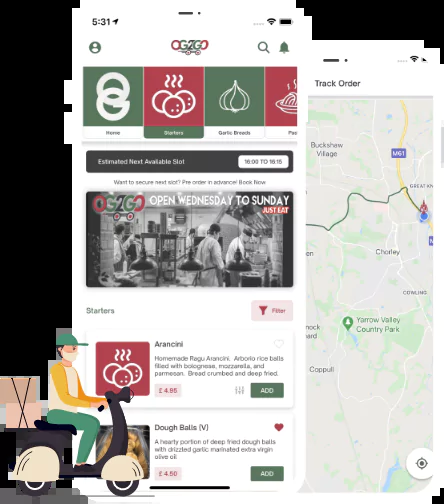 5:31
OG2GO
Home
Starters
Garlic Breads
Estimated Next Available Slot
16:00 TO 16:15
Want to secure next slot? Pre order in advance! Book Now
OG2GO
OPEN WEDNESDAY TO SUNDAY
JUST EAT
Starters
Filter
Arancini
Homemade Ragu Arancini. Arborio rice balls
filled with bolognese, mozzarella, and
parmesan. Bread crumbed and deep fried.
£ 4.95
ADD
Dough Balls (V)
A hearty portion of deep fried dough balls
with drizzled garlic marinated extra virgin
olive oil
£ 4.50
ADD
Track Order
Buckshaw
Village
M61
Chorley
COWLING
Yarrow Valley
Country Park
Coppull